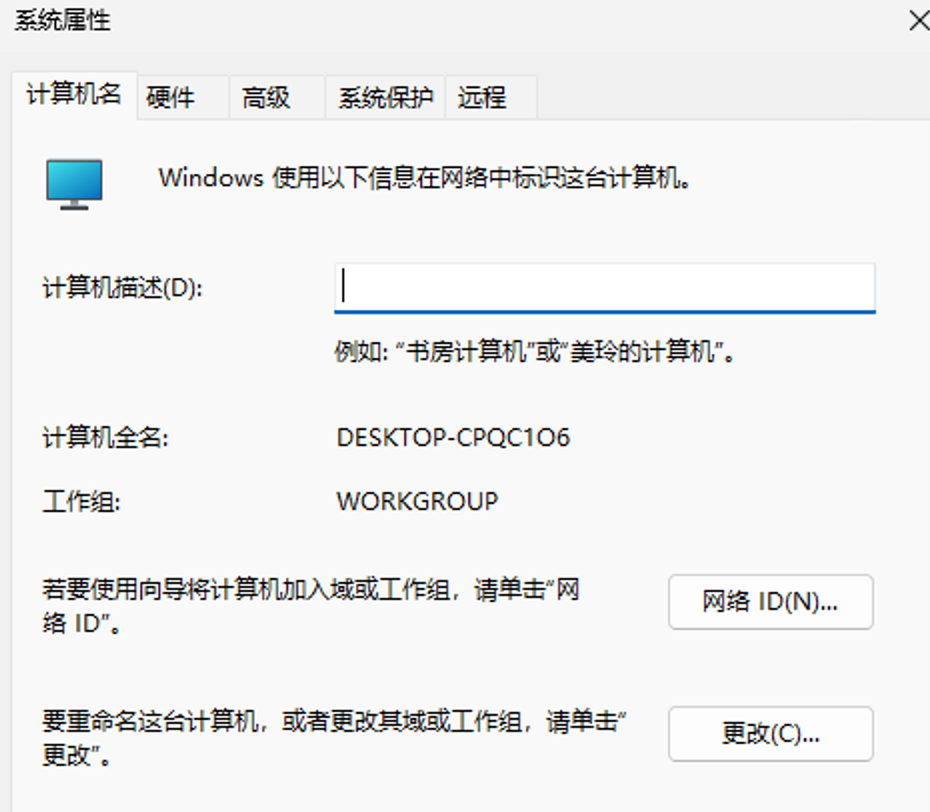 系统属性
计算机名 硬件 高级 系统保护 远程
Windows 使用以下信息在网络中标识这台计算机。
计算机描述(D):
例如: “书房计算机”或“美玲的计算机”。
计算机全名: DESKTOP-CPQC1O6
工作组: WORKGROUP
若要使用向导将计算机加入域或工作组，请单击“网
络 ID”。
网络 ID(N)...
要重命名这台计算机，或者更改其域或工作组，请单击“
更改”。
更改(C)...